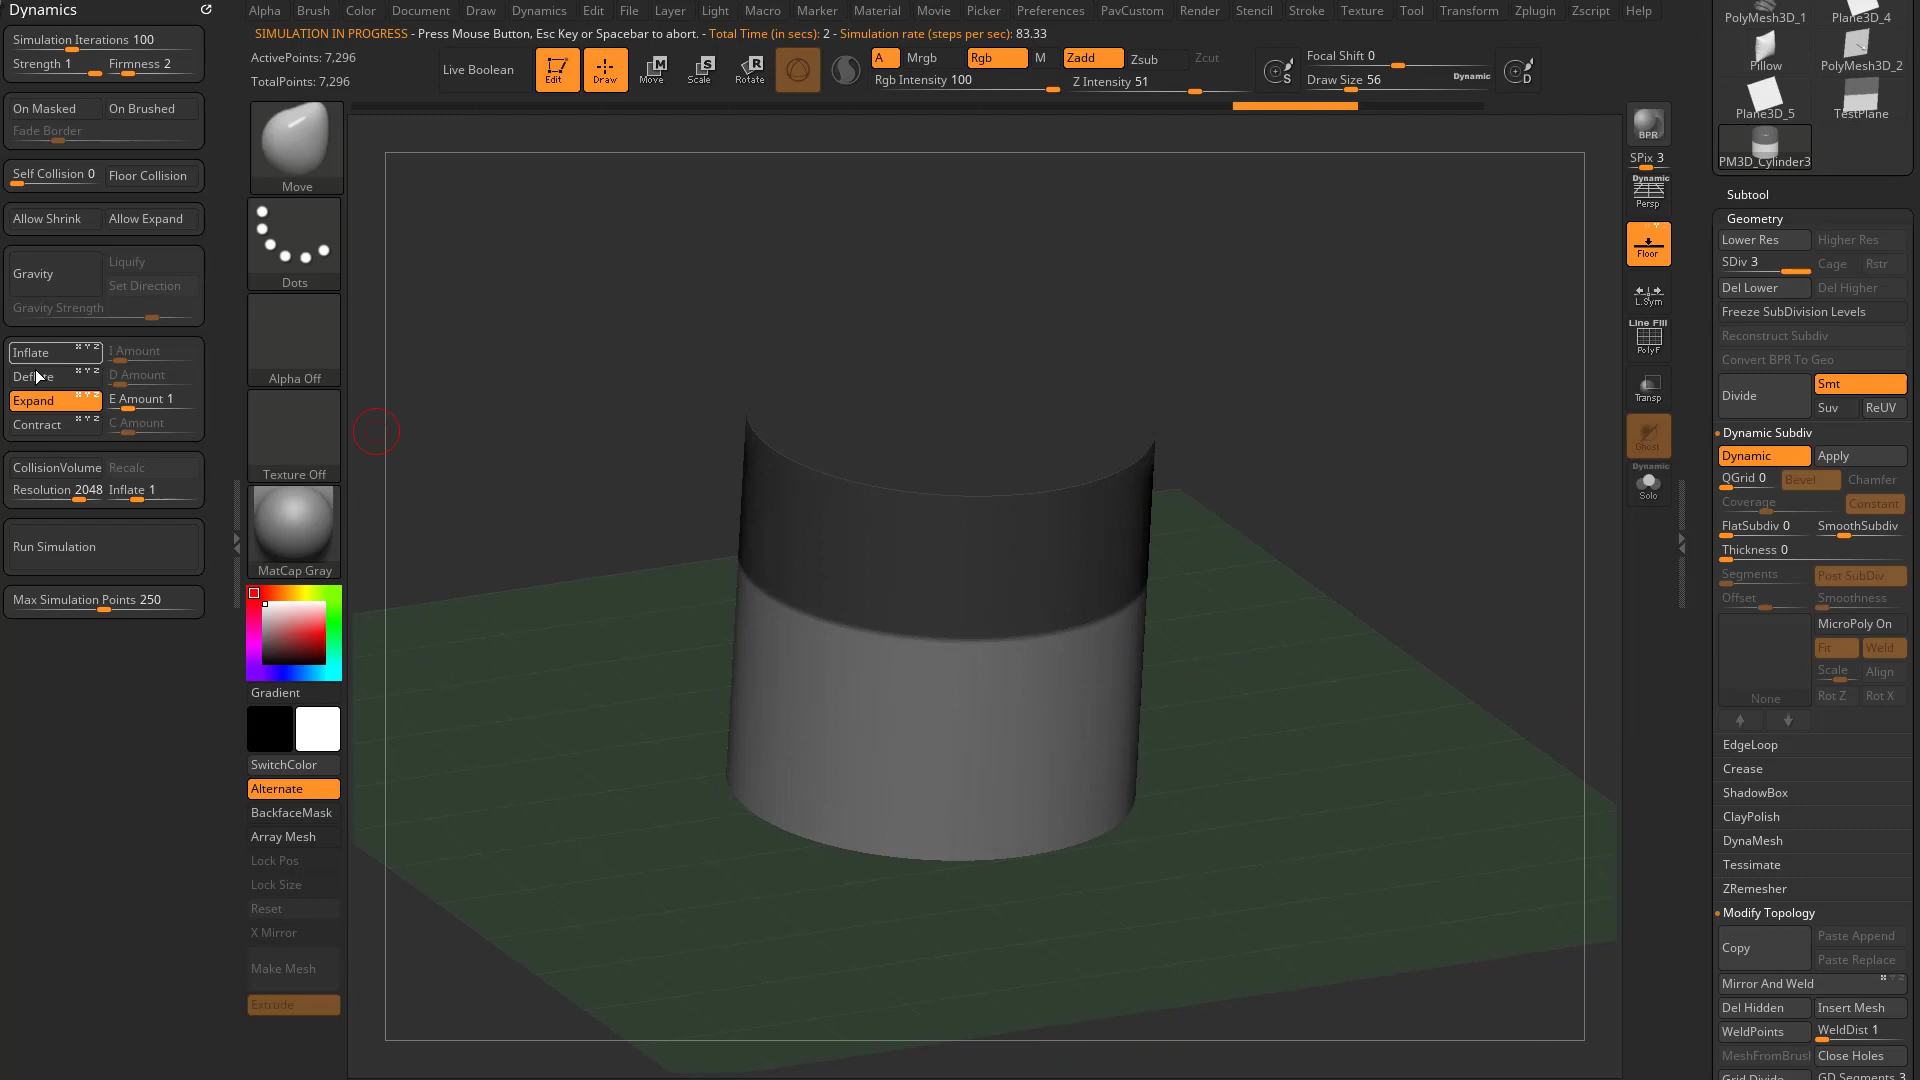 Dynamics
Alpha Brush Color Document Draw Dynamics Edit File Layer Light Macro Marker Material Movie Picker Preferences PavCustom Render Stencil Stroke Texture Tool Transform Zplugin Zscript Help
SIMULATION IN PROGRESS - Press Mouse Button, Esc Key or Spacebar to abort. - Total Time (in secs): 2 - Simulation rate (steps per sec): 83.33
ActivePoints: 7,296
TotalPoints: 7,296
Live Boolean
Edit
Draw
Move
Scale
Rotate
A Mrgb Rgb M Zadd Zsub Zcut
Rgb Intensity 100 Z Intensity 51
Focal Shift 0
Draw Size 56 Dynamic
S
D
Simulation Iterations 100
Strength 1 Firmness 2
On Masked On Brushed
Fade Border
Self Collision 0 Floor Collision
Allow Shrink Allow Expand
Gravity Liquify
Set Direction
Gravity Strength
Inflate X Y Z I Amount
Deflate X Y Z D Amount
Expand X Y Z E Amount 1
Contract X Y Z C Amount
CollisionVolume Recalc
Resolution 2048 Inflate 1
Run Simulation
Max Simulation Points 250
Move
Dots
Alpha Off
Texture Off
MatCap Gray
Gradient
SwitchColor
Alternate
BackfaceMask
Array Mesh
Lock Pos
Lock Size
Reset
X Mirror
Make Mesh
Extrude
BPR
SPix 3
Dynamic
Persp
Floor
L.Sym
Line Fill
PolyF
Transp
Ghost
Dynamic
Solo
PolyMesh3D_1 Plane3D_4
Pillow PolyMesh3D_2
Plane3D_5 TestPlane
PM3D_Cylinder3
Subtool
Geometry
Lower Res Higher Res
SDiv 3 Cage Rstr
Del Lower Del Higher
Freeze SubDivision Levels
Reconstruct Subdiv
Convert BPR To Geo
Divide Smt
Suv ReUV
Dynamic Subdiv
Dynamic Apply
QGrid 0 Bevel Chamfer
Coverage Constant
FlatSubdiv 0 SmoothSubdiv
Thickness 0
Segments Post SubDiv
Offset Smoothness
MicroPoly On
Fit Weld
Scale Align
None Rot Z Rot X
EdgeLoop
Crease
ShadowBox
ClayPolish
DynaMesh
Tessimate
ZRemesher
Modify Topology
Copy Paste Append
Paste Replace
Mirror And Weld
Del Hidden Insert Mesh
WeldPoints WeldDist 1
MeshFromBrush Close Holes
Grid Divide GD Segments 3